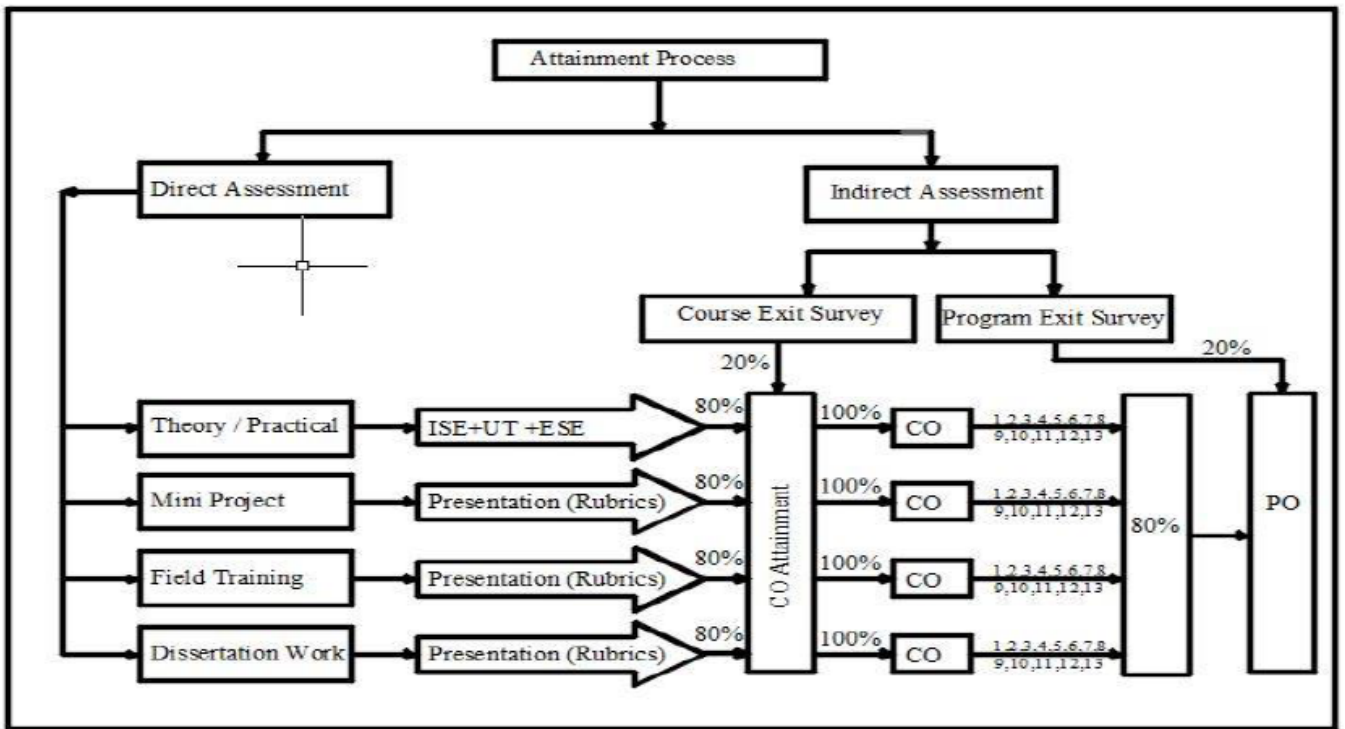 Attainment Process
Direct Assessment
Indirect Assessment
Course Exit Survey
Program Exit Survey
20%
20%
Theory / Practical
ISE+UT +ESE
80%
100%
CO
1,2,3,4,5,6,7,8
9,10,11,12,13
Mini Project
Presentation (Rubrics)
80%
100%
CO
1,2,3,4,5,6,7,8
9,10,11,12,13
Field Training
Presentation (Rubrics)
80%
100%
CO
1,2,3,4,5,6,7,8
9,10,11,12,13
Dissertation Work
Presentation (Rubrics)
80%
100%
CO
1,2,3,4,5,6,7,8
9,10,11,12,13
CO Attainment
80%
PO